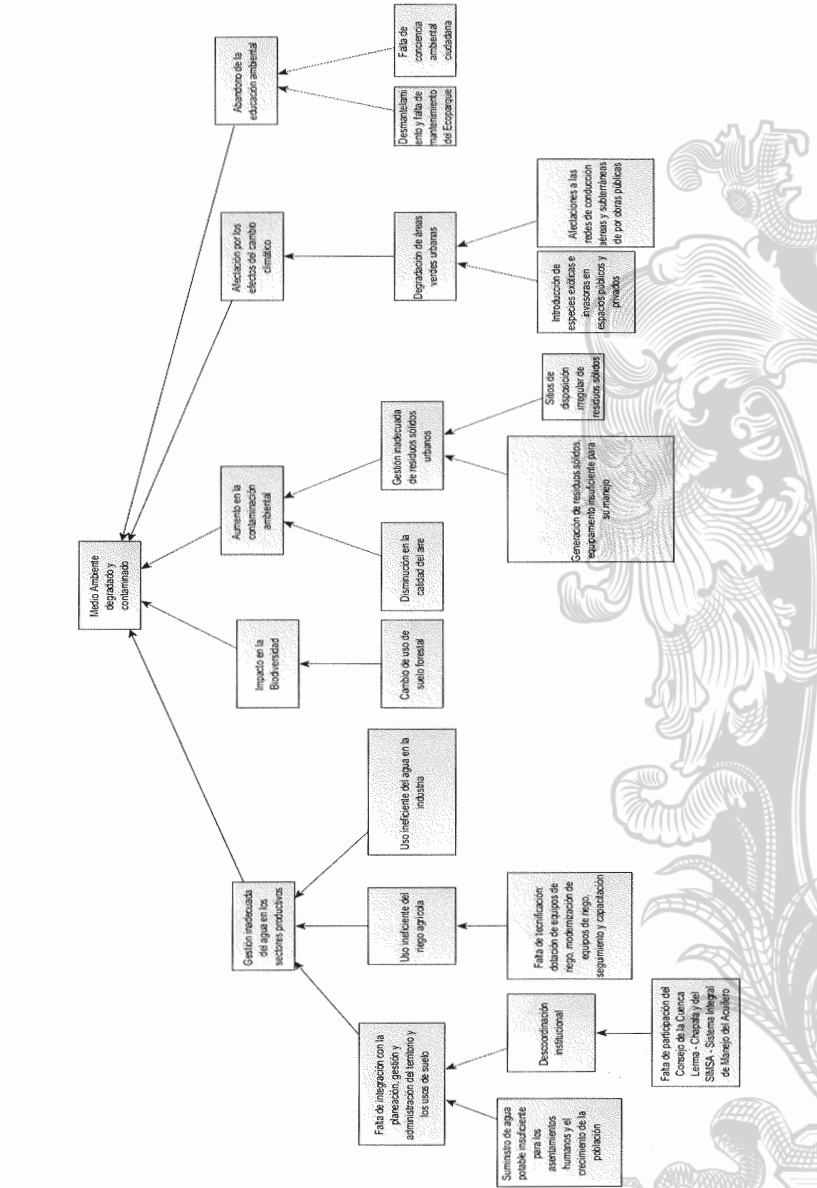 Medio Ambiente
degradado y
contaminado
Gestión inadecuada
del agua en los
sectores productivos
Impacto en la
Biodiversidad
Aumento en la
contaminación
ambiental
Afectación por los
efectos del cambio
climático
Abandono de la
educación ambiental
Falta de integración con la
planeación, gestión y
administración del territorio y
los usos de suelo
Uso ineficiente del
riego agrícola
Uso ineficiente del agua en la
industria
Cambio de uso de
suelo forestal
Disminución en la
calidad del aire
Gestión inadecuada
de residuos sólidos
urbanos
Degradación de áreas
verdes urbanas
Desmantelami
ento y falta de
mantenimiento
del Ecoparque
Falta de
conciencia
ambiental
ciudadana
Suministro de agua
potable insuficiente
para los
asentamientos
humanos y el
crecimiento de la
población
Descoordinación
institucional
Falta de tecnificación:
dotación de equipos de
riego, modernización de
equipos de riego,
seguimiento y capacitación
Generación de residuos sólidos,
equipamiento insuficiente para
su manejo
Sitios de
disposición
irregular de
residuos sólidos
Introducción de
especies exóticas e
invasoras en
espacios públicos y
privados
Afectaciones a las
redes de conducción
aéreas y subterráneas
de por obras públicas
Falta de participación del
Consejo de la Cuenca
Lerma - Chapala y del
SIMSA - Sistema Integral
de Manejo del Acuífero